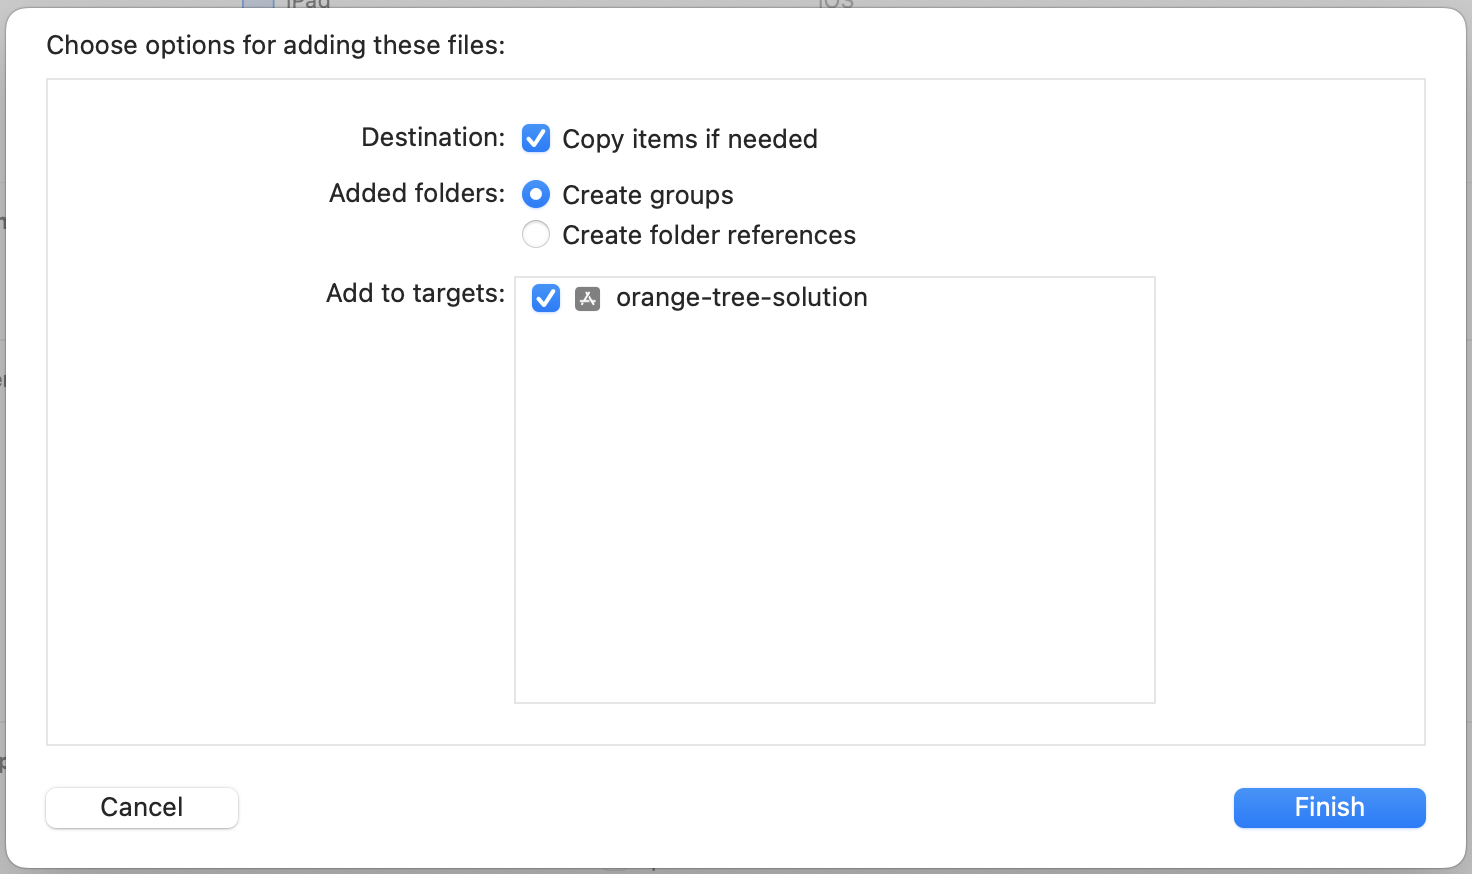 iPad
iOS
Choose options for adding these files:
Destination: Copy items if needed
Added folders: Create groups
Create folder references
Add to targets: orange-tree-solution
Cancel
Finish